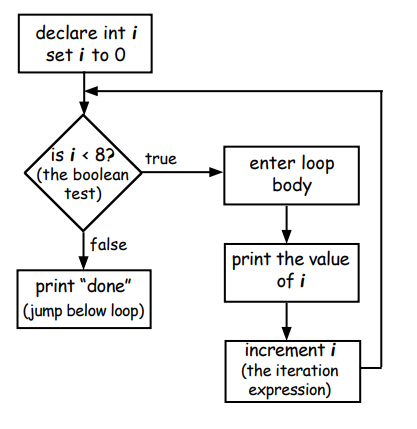 declare int i
set i to 0
is i < 8?
(the boolean
test)
true
enter loop
body
false
print the value
of i
print “done”
(jump below loop)
increment i
(the iteration
expression)